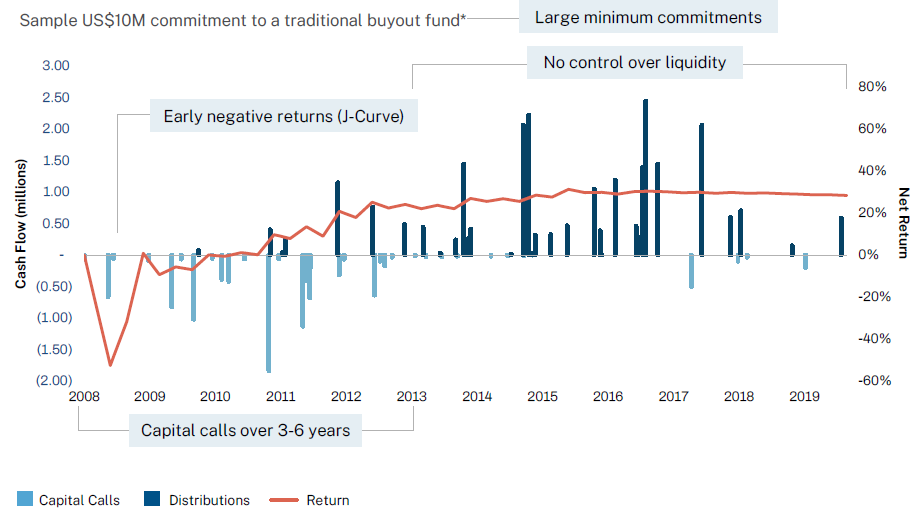 Sample US$10M commitment to a traditional buyout fund*
Large minimum commitments
No control over liquidity
Early negative returns (J-Curve)
Cash Flow (millions)
3.00
2.50
2.00
1.50
1.00
0.50
-
(0.50)
(1.00)
(1.50)
(2.00)
80%
60%
40%
20%
0%
-20%
-40%
-60%
Net Return
2008 2009 2010 2011 2012 2013 2014 2015 2016 2017 2018 2019
Capital calls over 3-6 years
Capital Calls Distributions Return